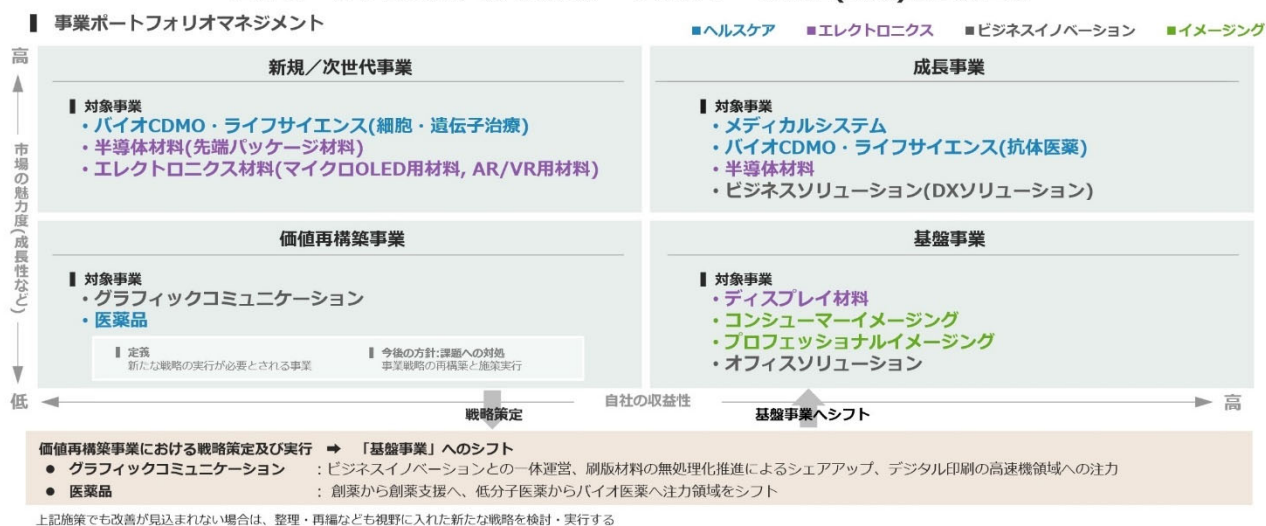 事業ポートフォリオマネジメント
■ヘルスケア ■エレクトロニクス ■ビジネスイノベーション ■イメージング
高
市場の魅力度(成長性など)
低
新規／次世代事業
対象事業
・バイオCDMO・ライフサイエンス(細胞・遺伝子治療)
・半導体材料(先端パッケージ材料)
・エレクトロニクス材料(マイクロOLED用材料, AR/VR用材料)
成長事業
対象事業
・メディカルシステム
・バイオCDMO・ライフサイエンス(抗体医薬)
・半導体材料
・ビジネスソリューション(DXソリューション)
価値再構築事業
対象事業
・グラフィックコミュニケーション
・医薬品
定義
新たな戦略の実行が必要とされる事業
今後の方針:課題への対処
事業戦略の再構築と施策実行
基盤事業
対象事業
・ディスプレイ材料
・コンシューマーイメージング
・プロフェッショナルイメージング
・オフィスソリューション
自社の収益性
高
戦略策定
基盤事業へシフト
価値再構築事業における戦略策定及び実行 ➡ 「基盤事業」へのシフト
● グラフィックコミュニケーション ：ビジネスイノベーションとの一体運営、刷版材料の無処理化推進によるシェアアップ、デジタル印刷の高速機領域への注力
● 医薬品 ： 創薬から創薬支援へ、低分子医薬からバイオ医薬へ注力領域をシフト
上記施策でも改善が見込まれない場合は、整理・再編なども視野に入れた新たな戦略を検討・実行する